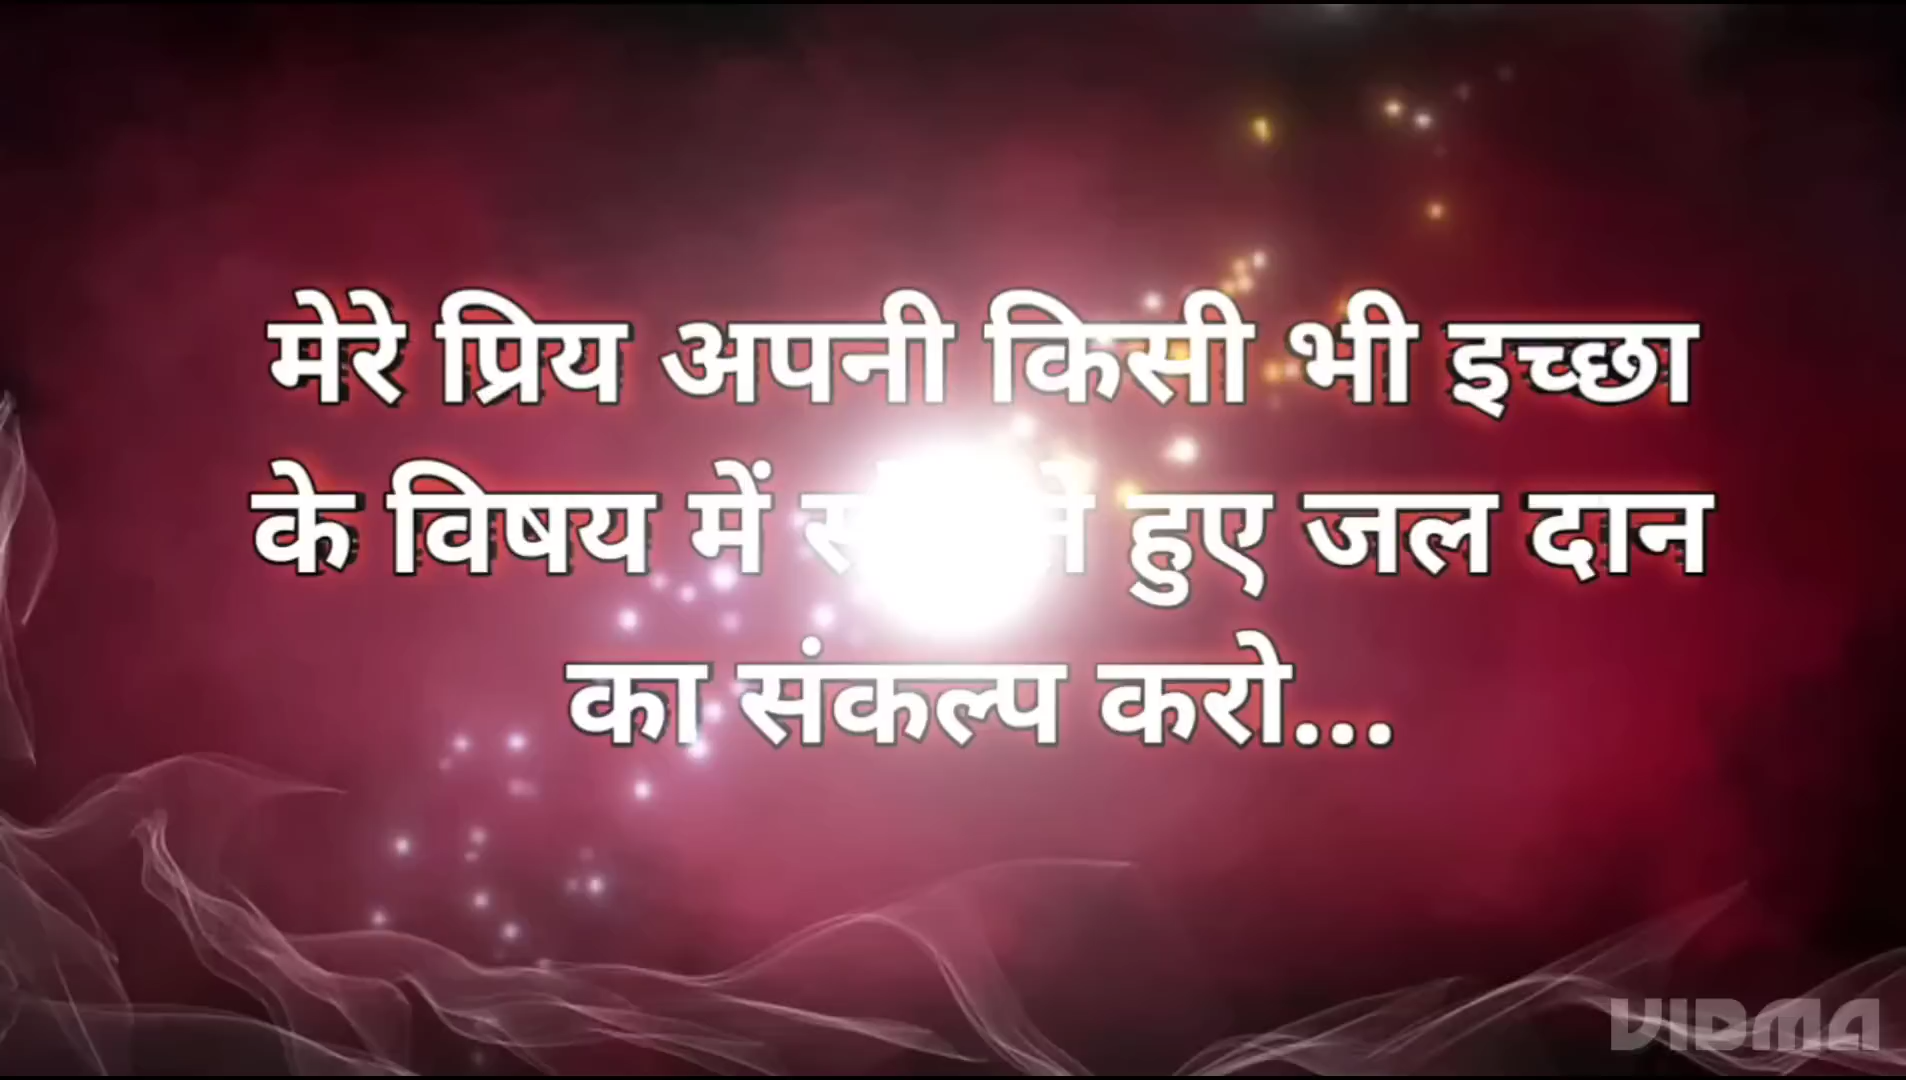 मेरे प्रिय अपनी किसी भी इच्छा
के विषय में हुए जल दान
का संकल्प करो...
VIDMA